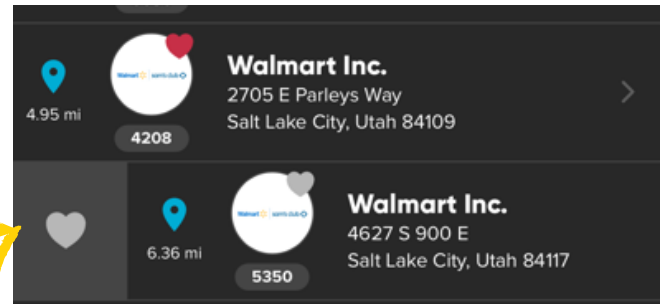 Walmart Inc.
2705 E Parleys Way
4.95 mi
Salt Lake City, Utah 84109
4208
Walmart Inc.
4627 S 900 E
6.36 mi
Salt Lake City, Utah 84117
5350